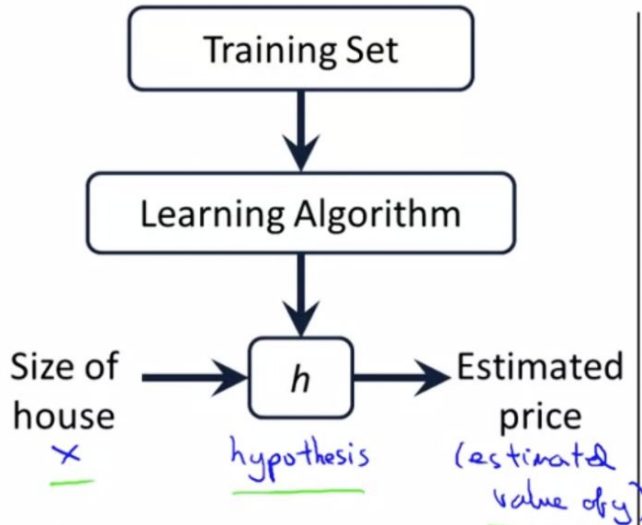 Training Set
Learning Algorithm
Size of
house
h
Estimated
price
x
hypothesis
(estimated
value of y)